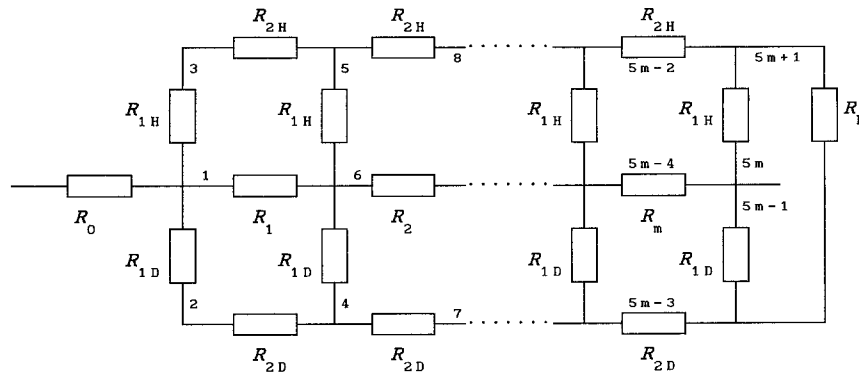 R2H R2H R2H
3 5 8 5m-2 5m+1
R1H R1H R1H R1H
1 6 5m-4 5m
R0 R1 R2 Rm 5m-1
R1D R1D R1D R1D
2 4 7 5m-3
R2D R2D R2D